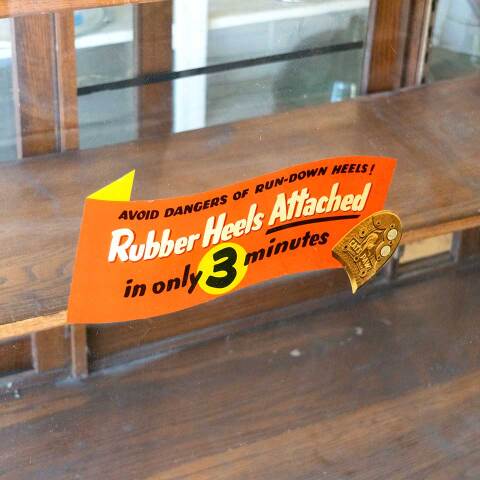 AVOID DANGERS OF RUN-DOWN HEELS!
Rubber Heels Attached
in only 3 minutes